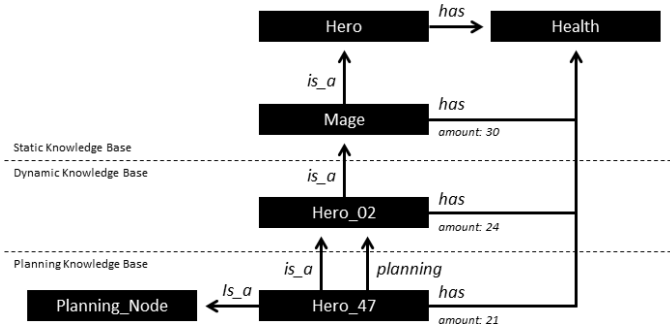 Hero
has
Health
is_a
Mage
has
amount: 30
Static Knowledge Base
Dynamic Knowledge Base
is_a
Hero_02
has
amount: 24
Planning Knowledge Base
is_a
planning
Planning_Node
Is_a
Hero_47
has
amount: 21